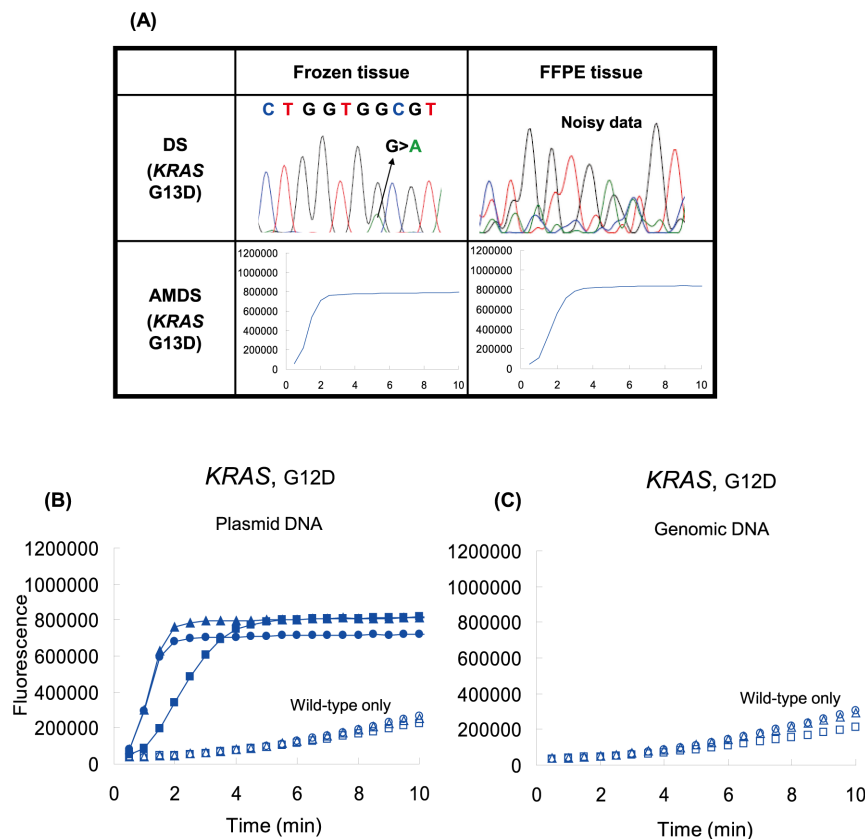 (A)
Frozen tissue
FFPE tissue
DS
(KRAS
G13D)
C T G G T G G C G T
G>A
Noisy data
AMDS
(KRAS
G13D)
1200000
1000000
800000
600000
400000
200000
0
0 2 4 6 8 10
1200000
1000000
800000
600000
400000
200000
0
0 2 4 6 8 10
(B)
KRAS, G12D
Plasmid DNA
Fluorescence
1200000
1000000
800000
600000
400000
200000
0
Wild-type only
0 2 4 6 8 10
Time (min)
(C)
KRAS, G12D
Genomic DNA
1200000
1000000
800000
600000
400000
200000
0
Wild-type only
0 2 4 6 8 10
Time (min)